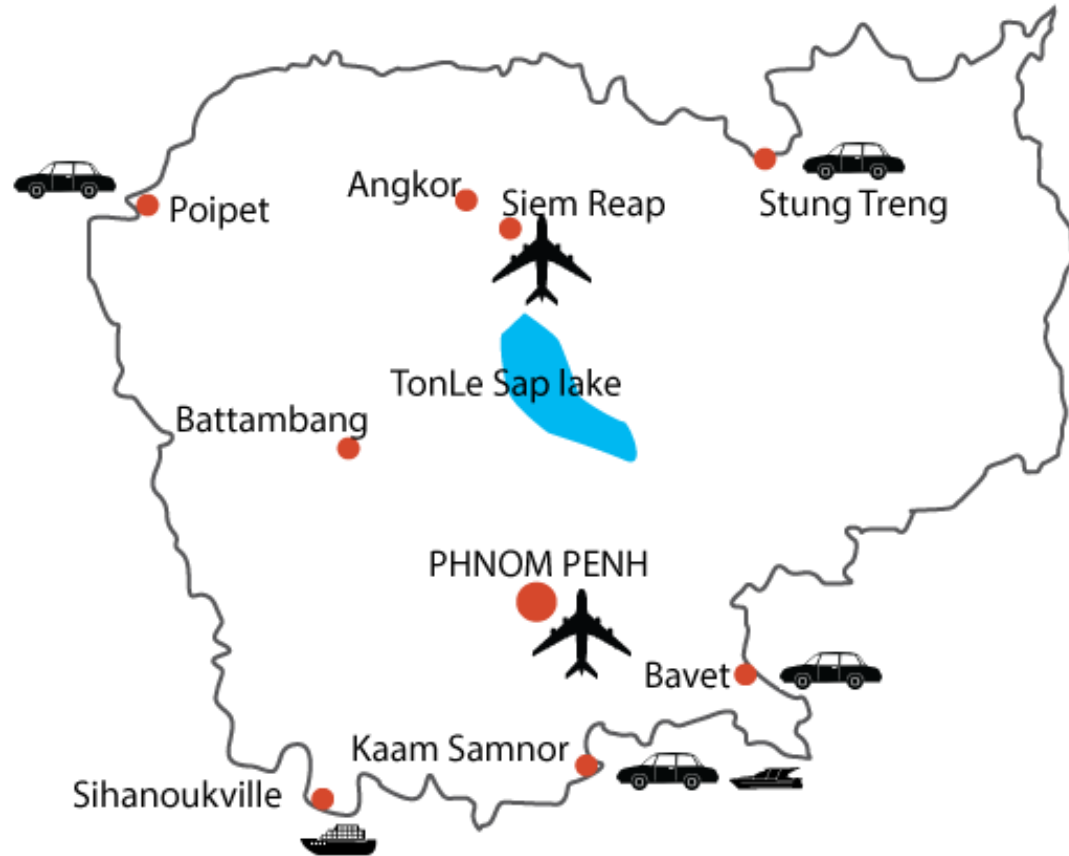 Angkor
Siem Reap
Poipet
Stung Treng
TonLe Sap lake
Battambang
PHNOM PENH
Bavet
Kaam Samnor
Sihanoukville